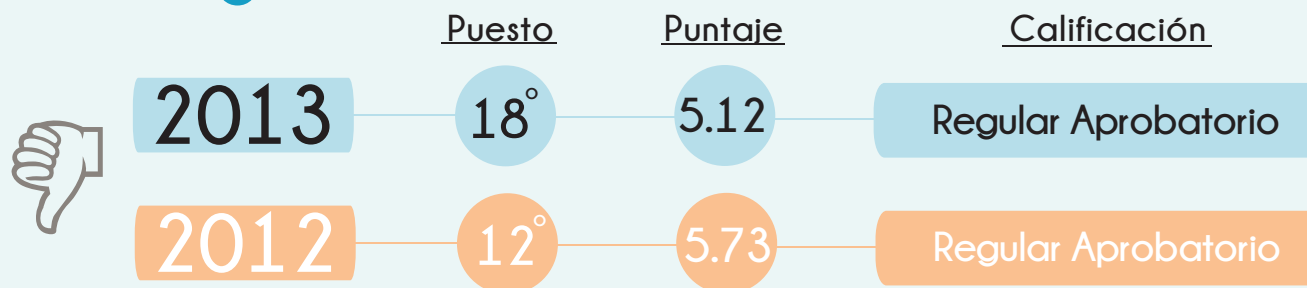 Puesto Puntaje Calificación
2013 18° 5.12 Regular Aprobatorio
2012 12° 5.73 Regular Aprobatorio